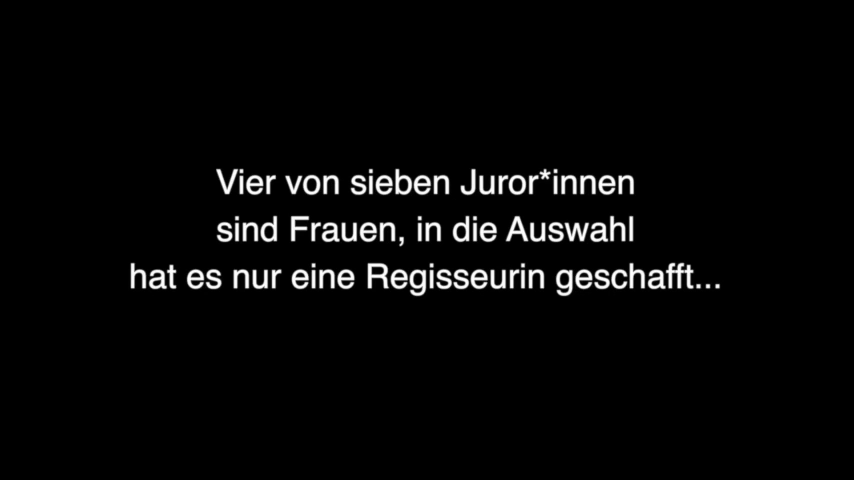 Vier von sieben Juror*innen
sind Frauen, in die Auswahl
hat es nur eine Regisseurin geschafft...